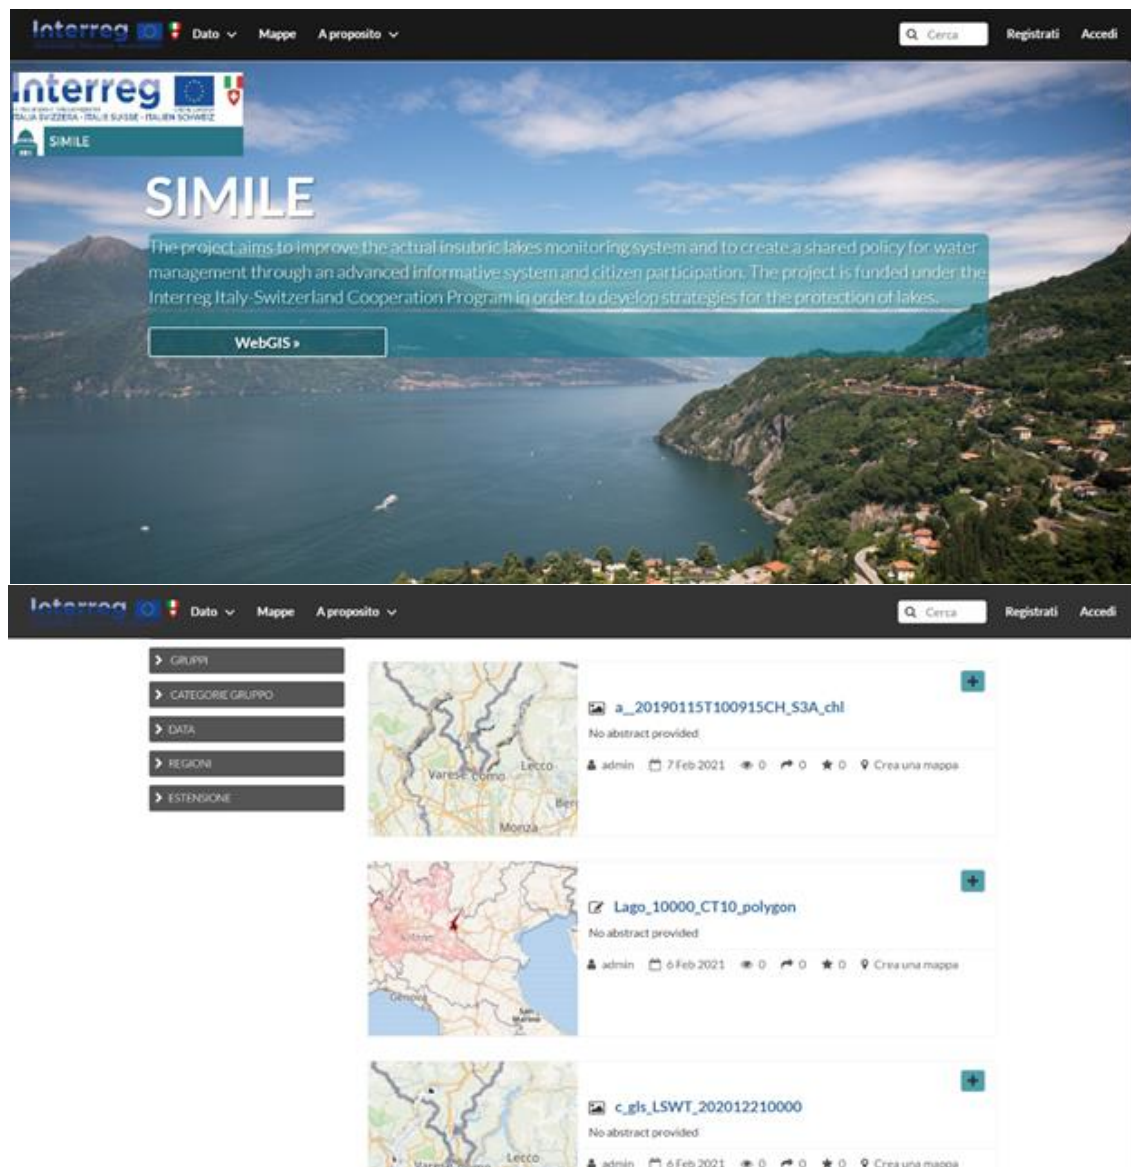 Interreg Dato Mappe A proposito Cerca Registrati Accedi
Interreg
ITALIA SVIZZERA - ITALIE SUISSE - ITALIEN SCHWEIZ
SIMILE
SIMILE
The project aims to improve the actual insubric lakes monitoring system and to create a shared policy for water
management through an advanced informative system and citizen participation. The project is funded under the
Interreg Italy-Switzerland Cooperation Program in order to develop strategies for the protection of lakes.
WebGIS »
Interreg Dato Mappe A proposito Cerca Registrati Accedi
GRUPPI
CATEGORIE GRUPPO
DATA
REGIONI
ESTENSIONE
Varese Como Lecco
Monza
a__20190115T100915CH_S3A_chl
No abstract provided
admin 7 Feb 2021 0 0 0 Crea una mappa
Milano
Genova
San
Marino
Lago_10000_CT10_polygon
No abstract provided
admin 6 Feb 2021 0 0 0 Crea una mappa
Lecco
c_gls_LSWT_202012210000
No abstract provided
admin 6 Feb 2021 0 0 0 Crea una mappa